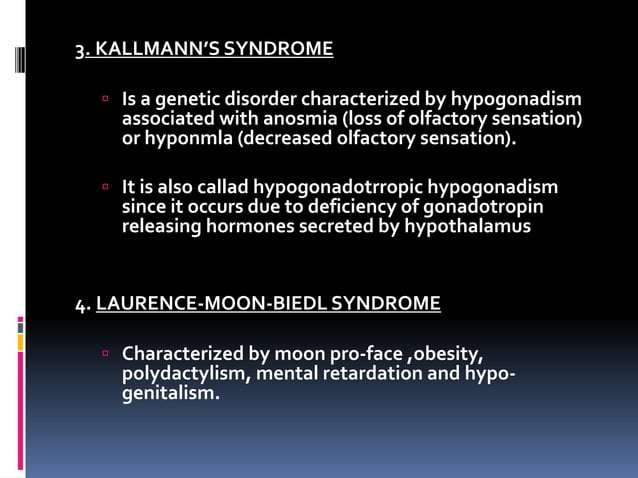 3. KALLMANN’S SYNDROME
Is a genetic disorder characterized by hypogonadism
associated with anosmia (loss of olfactory sensation)
or hyponmla (decreased olfactory sensation).
It is also callad hypogonadotrropic hypogonadism
since it occurs due to deficiency of gonadotropin
releasing hormones secreted by hypothalamus
4. LAURENCE-MOON-BIEDL SYNDROME
Characterized by moon pro-face ,obesity,
polydactylism, mental retardation and hypo-
genitalism.